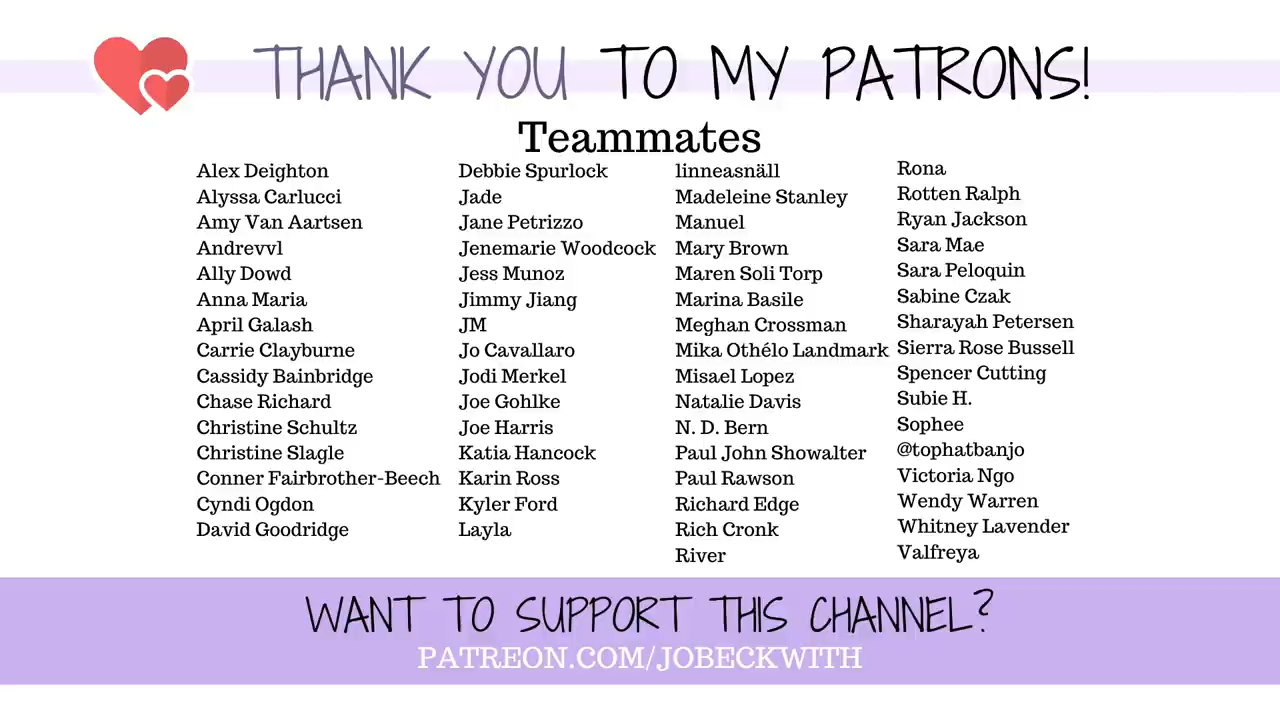 THANK YOU TO MY PATRONS!
Teammates
Alex Deighton
Alyssa Carlucci
Amy Van Aartsen
Andrevvl
Ally Dowd
Anna Maria
April Galash
Carrie Clayburne
Cassidy Bainbridge
Chase Richard
Christine Schultz
Christine Slagle
Conner Fairbrother-Beech
Cyndi Ogdon
David Goodridge
Debbie Spurlock
Jade
Jane Petrizzo
Jenemarie Woodcock
Jess Munoz
Jimmy Jiang
JM
Jo Cavallaro
Jodi Merkel
Joe Gohlke
Joe Harris
Katia Hancock
Karin Ross
Kyler Ford
Layla
linneasnäll
Madeleine Stanley
Manuel
Mary Brown
Maren Soli Torp
Marina Basile
Meghan Crossman
Mika Othélo Landmark
Misael Lopez
Natalie Davis
N. D. Bern
Paul John Showalter
Paul Rawson
Richard Edge
Rich Cronk
River
Rona
Rotten Ralph
Ryan Jackson
Sara Mae
Sara Peloquin
Sabine Czak
Sharayah Petersen
Sierra Rose Bussell
Spencer Cutting
Subie H.
Sophee
@tophatbanjo
Victoria Ngo
Wendy Warren
Whitney Lavender
Valfreya
WANT TO SUPPORT THIS CHANNEL?
PATREON.COM/JOBECKWITH